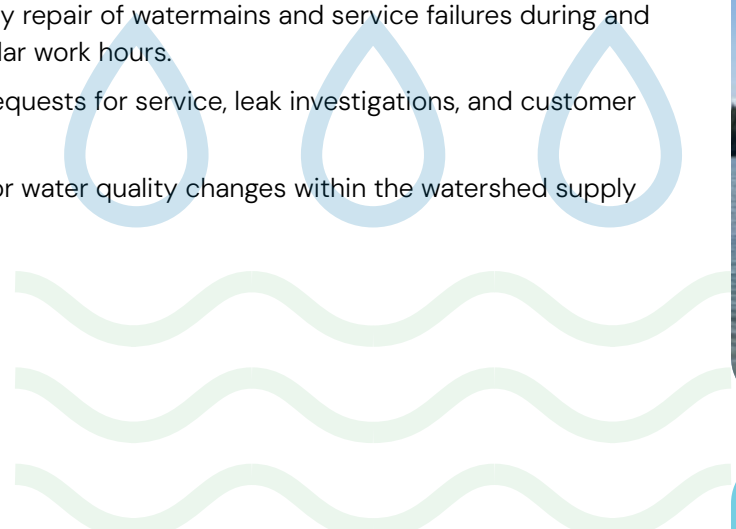 y repair of watermains and service failures during and
lar work hours.
equests for service, leak investigations, and customer
or water quality changes within the watershed supply